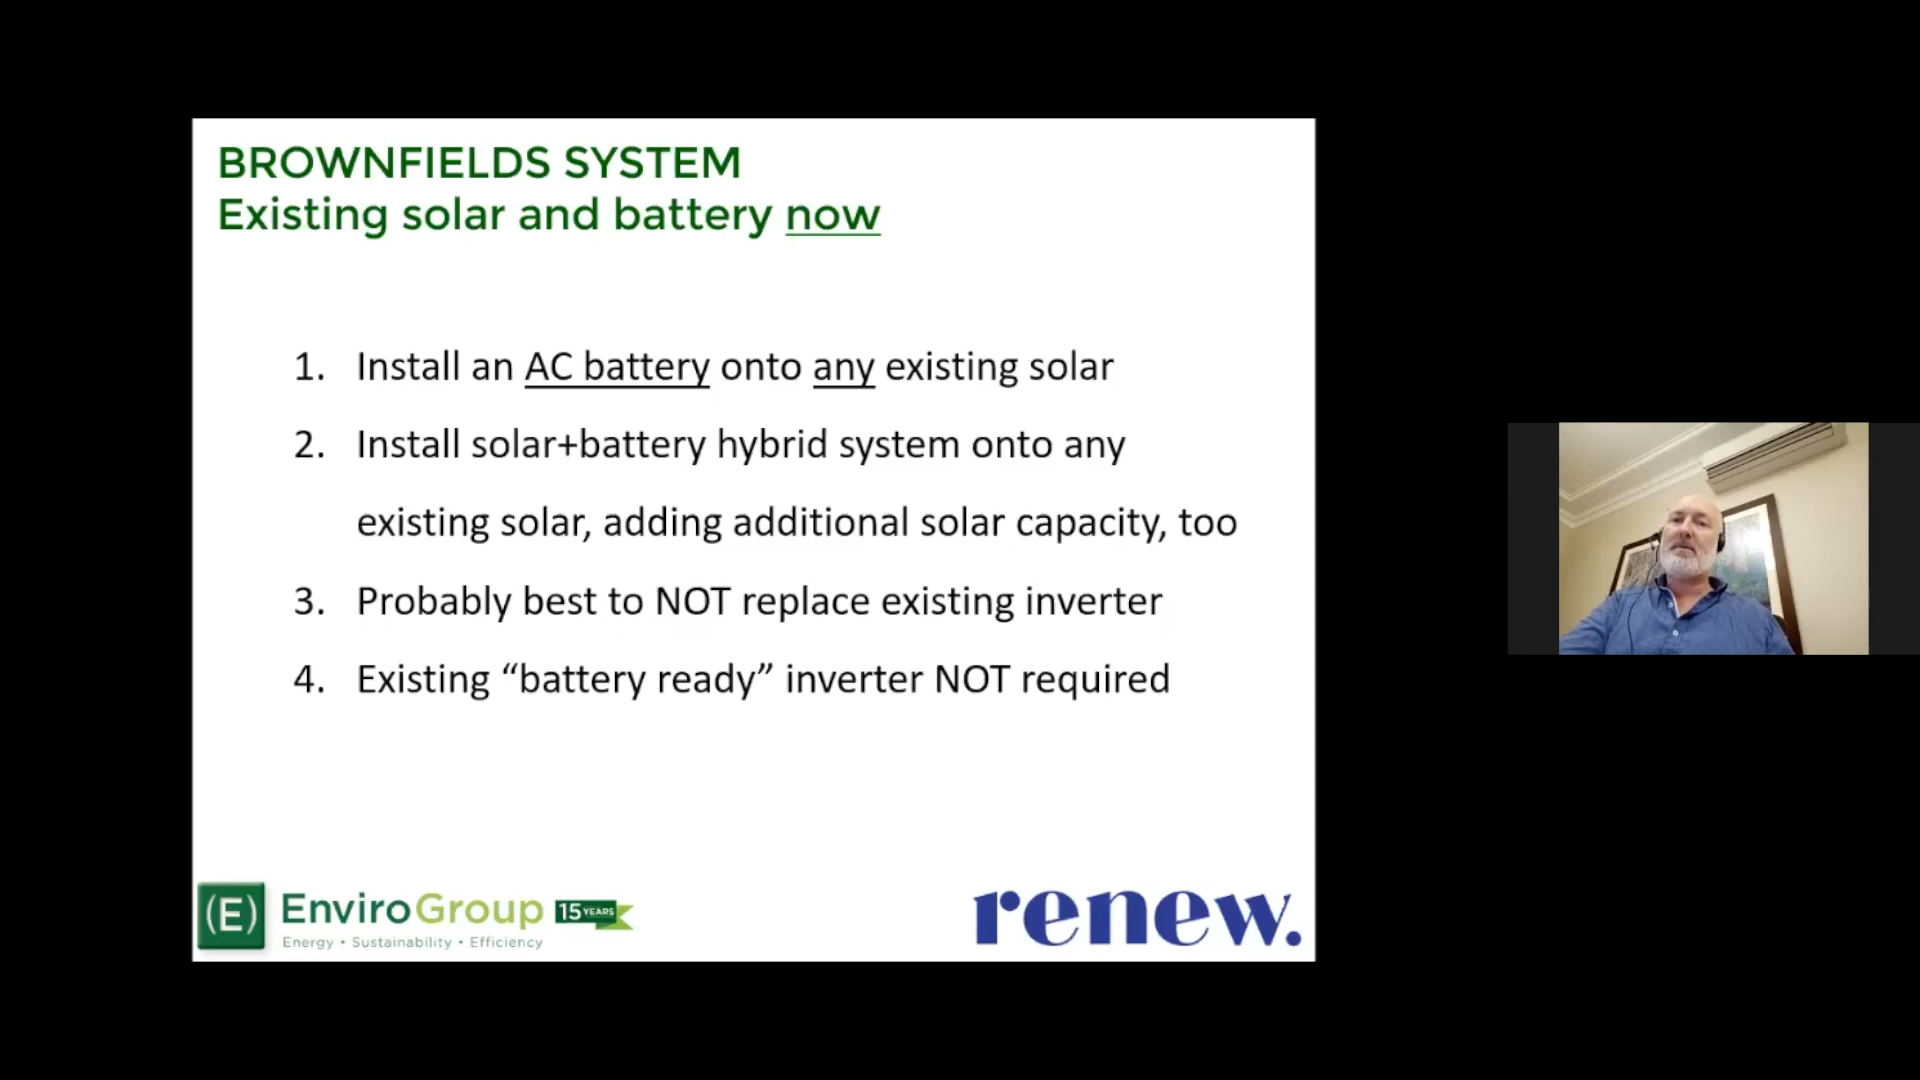 BROWNFIELDS SYSTEM
Existing solar and battery now
1. Install an AC battery onto any existing solar
2. Install solar+battery hybrid system onto any
existing solar, adding additional solar capacity, too
3. Probably best to NOT replace existing inverter
4. Existing “battery ready” inverter NOT required
(E) EnviroGroup 15 YEARS
Energy • Sustainability • Efficiency
renew.